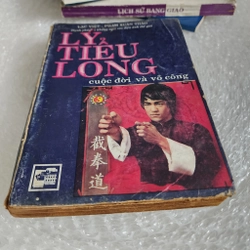 LỊCH SỬ BANG GIAO
LÝ
TIỂU
LONG
cuộc đời và võ công
截
拳
道